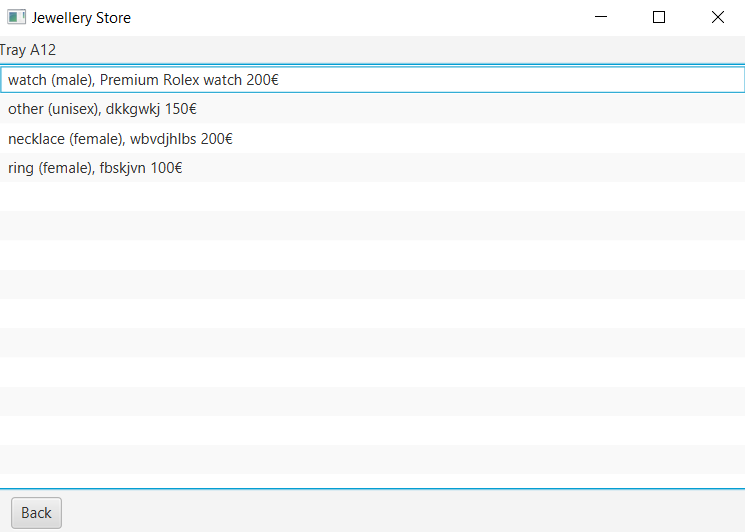 Jewellery Store
Tray A12
watch (male), Premium Rolex watch 200€
other (unisex), dkkgwkj 150€
necklace (female), wbvdjhlbs 200€
ring (female), fbskjvn 100€
Back